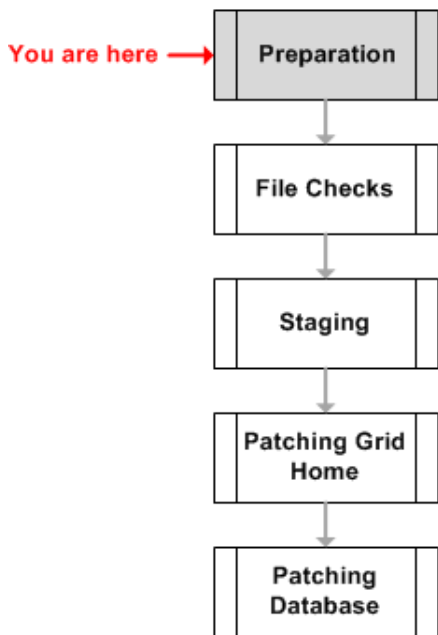 You are here
Preparation
File Checks
Staging
Patching Grid
Home
Patching
Database